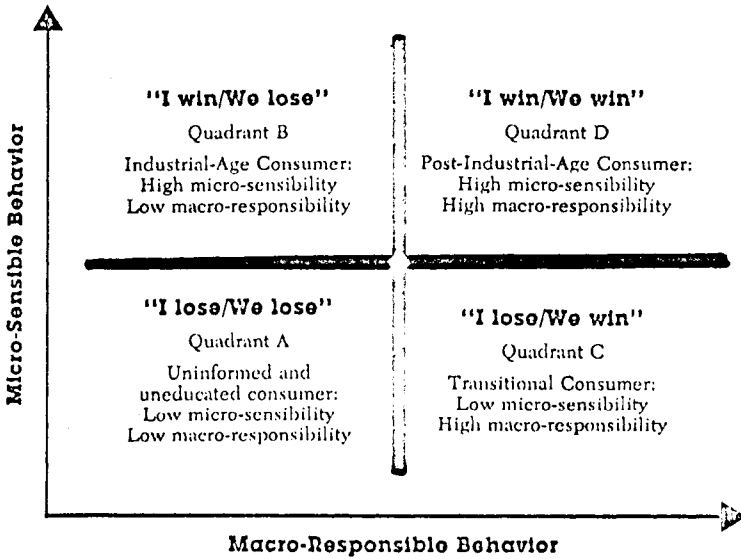 Micro-Sensible Behavior
"I win/We lose"
Quadrant B
Industrial-Age Consumer:
High micro-sensibility
Low macro-responsibility
"I win/We win"
Quadrant D
Post-Industrial-Age Consumer:
High micro-sensibility
High macro-responsibility
"I lose/We lose"
Quadrant A
Uninformed and
uneducated consumer:
Low micro-sensibility
Low macro-responsibility
"I lose/We win"
Quadrant C
Transitional Consumer:
Low micro-sensibility
High macro-responsibility
Macro-Responsible Behavior